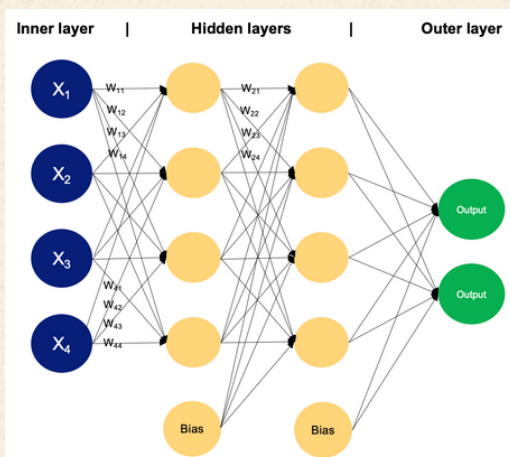 Inner layer | Hidden layers | Outer layer
X1
W11
W12
W13
W14
W21
W22
W23
W24
X2
X3
X4
W41
W42
W43
W44
Output
Output
Bias
Bias